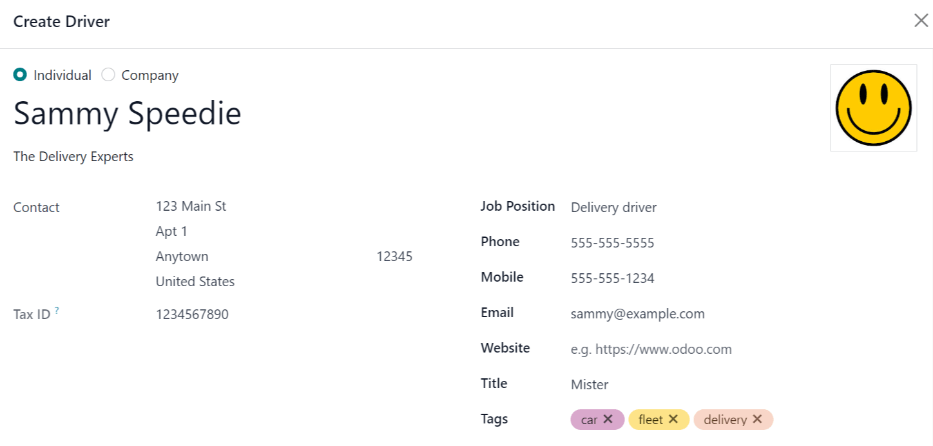 Create Driver
Individual Company
Sammy Speedie
The Delivery Experts
Contact 123 Main St
Apt 1
Anytown 12345
United States
Tax ID ? 1234567890
Job Position Delivery driver
Phone 555-555-5555
Mobile 555-555-1234
Email sammy@example.com
Website e.g. https://www.odoo.com
Title Mister
Tags car fleet delivery